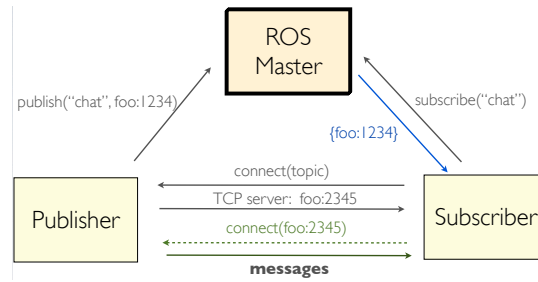 ROS
Master
publish(“chat”, foo:1234)
subscribe(“chat”)
{foo:1234}
connect(topic)
TCP server: foo:2345
Publisher
Subscriber
connect(foo:2345)
messages